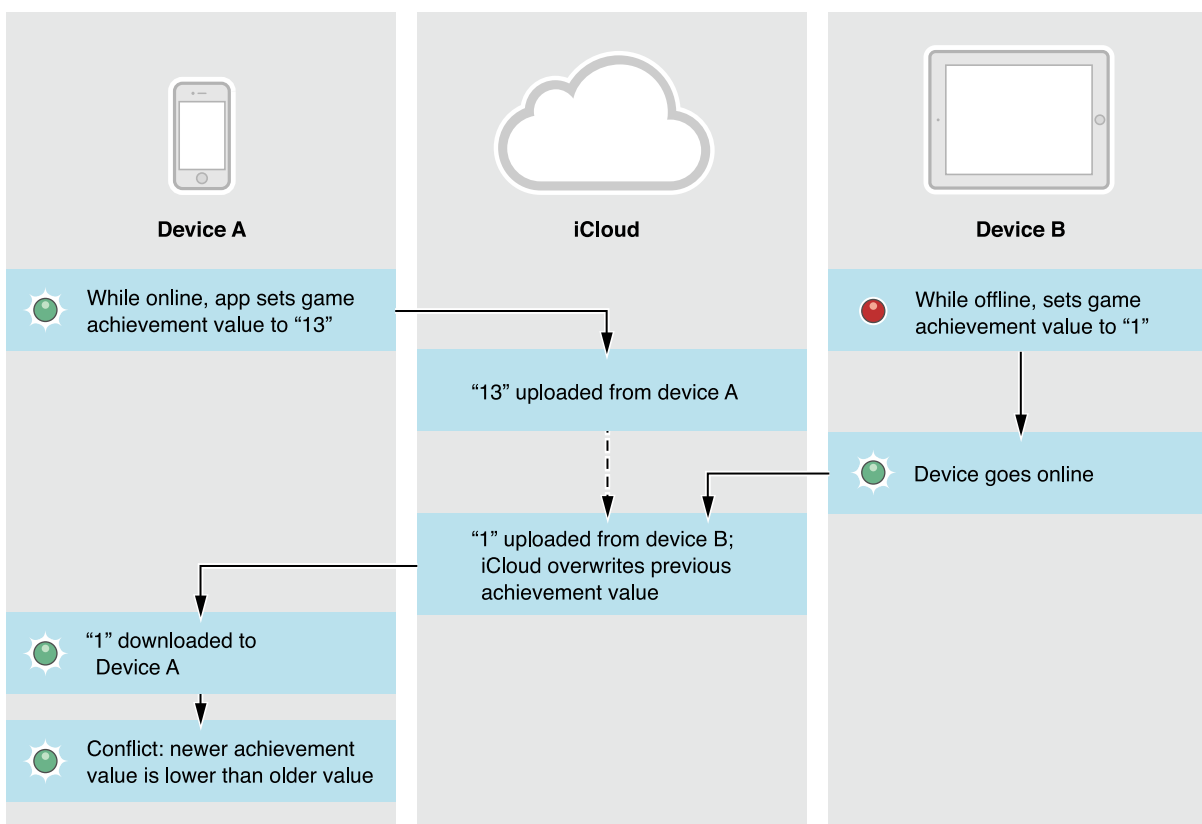 Device A
iCloud
Device B
While online, app sets game
achievement value to “13”
While offline, sets game
achievement value to “1”
“13” uploaded from device A
Device goes online
“1” uploaded from device B;
iCloud overwrites previous
achievement value
“1” downloaded to
Device A
Conflict: newer achievement
value is lower than older value